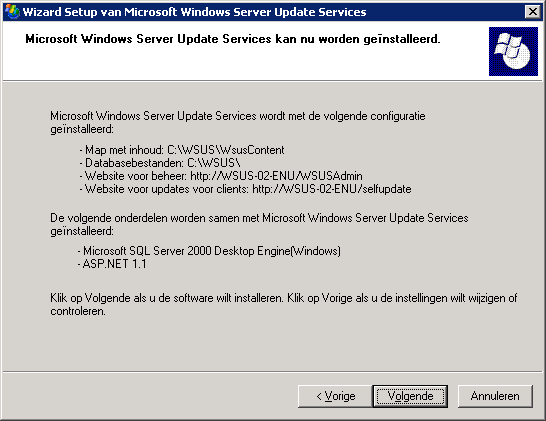 Wizard Setup van Microsoft Windows Server Update Services
Microsoft Windows Server Update Services kan nu worden geïnstalleerd.
Microsoft Windows Server Update Services wordt met de volgende configuratie
geïnstalleerd:
- Map met inhoud: C:\WSUS\WsusContent
- Databasebestanden: C:\WSUS\
- Website voor beheer: http://WSUS-02-ENU/WSUSAdmin
- Website voor updates voor clients: http://WSUS-02-ENU/selfupdate
De volgende onderdelen worden samen met Microsoft Windows Server Update Services
geïnstalleerd:
- Microsoft SQL Server 2000 Desktop Engine(Windows)
- ASP.NET 1.1
Klik op Volgende als u de software wilt installeren. Klik op Vorige als u de instellingen wilt wijzigen of
controleren.
< Vorige Volgende Annuleren